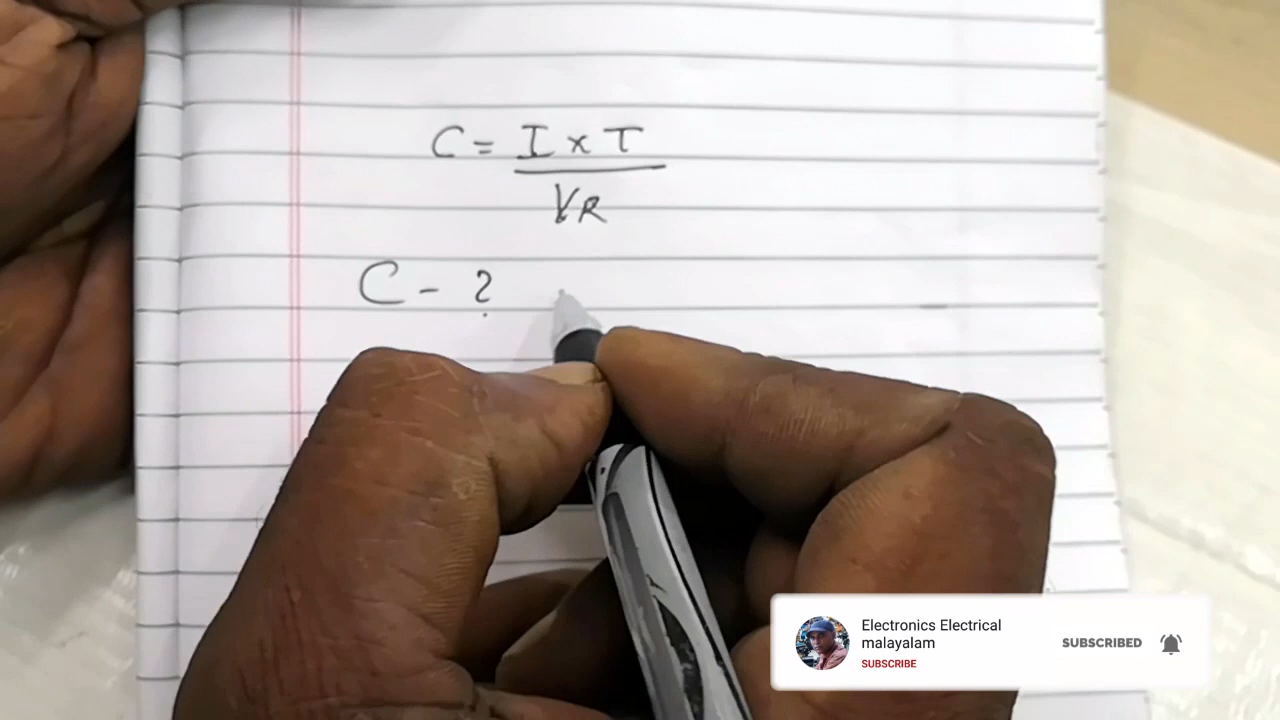 C = I x T
VR
C - ?
Electronics Electrical
malayalam
SUBSCRIBE
SUBSCRIBED